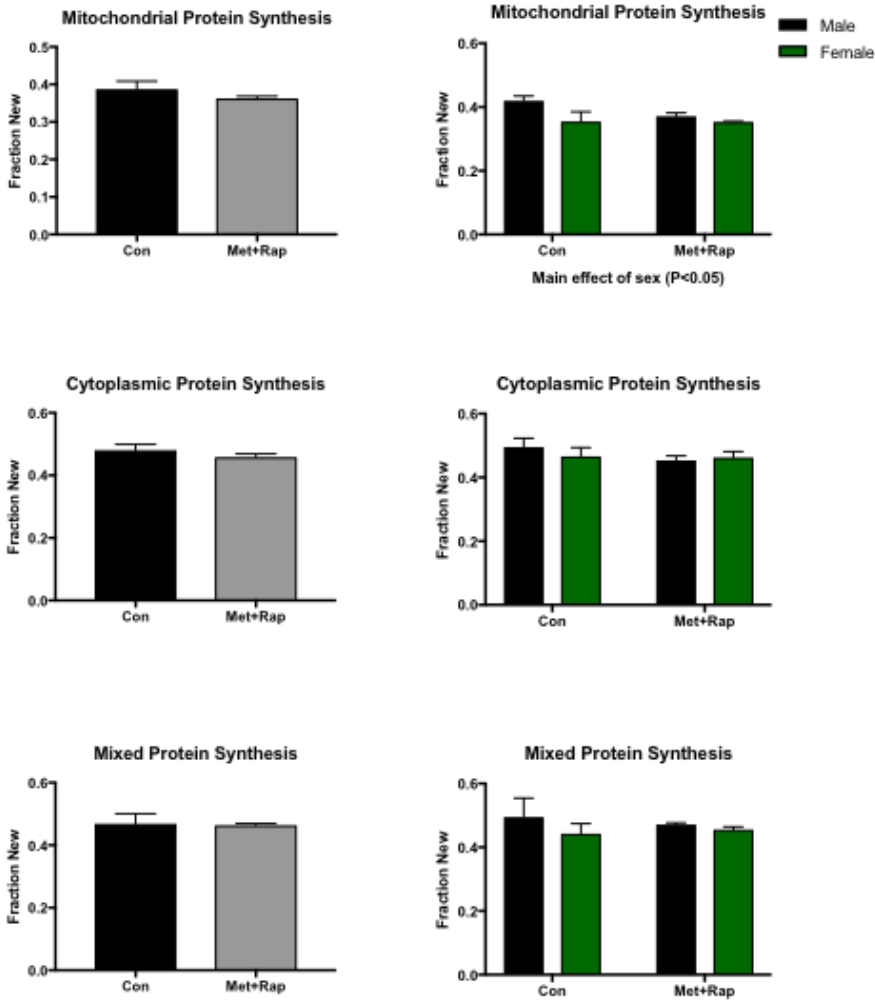 Mitochondrial Protein Synthesis
0.5
0.4
0.3
0.2
0.1
0.0
Fraction New
Con Met+Rap
Mitochondrial Protein Synthesis
Male
Female
0.6
0.4
0.2
0.0
Fraction New
Con Met+Rap
Main effect of sex (P<0.05)
Cytoplasmic Protein Synthesis
0.6
0.4
0.2
0.0
Fraction New
Con Met+Rap
Cytoplasmic Protein Synthesis
0.6
0.4
0.2
0.0
Fraction New
Con Met+Rap
Mixed Protein Synthesis
0.6
0.4
0.2
0.0
Fraction New
Con Met+Rap
Mixed Protein Synthesis
0.6
0.4
0.2
0.0
Fraction New
Con Met+Rap